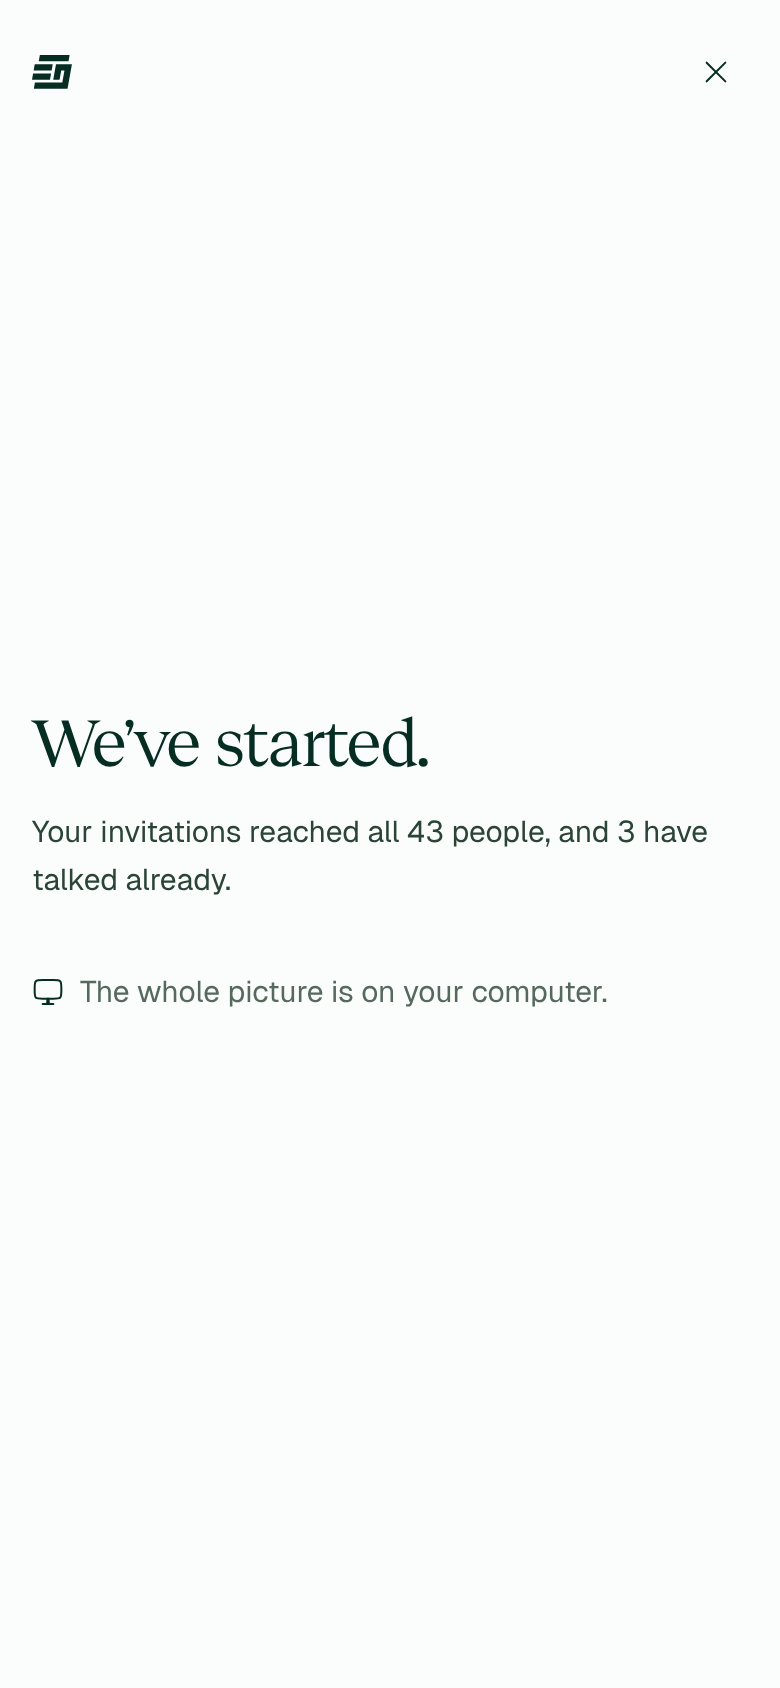 We’ve started.
Your invitations reached all 43 people, and 3 have
talked already.
The whole picture is on your computer.